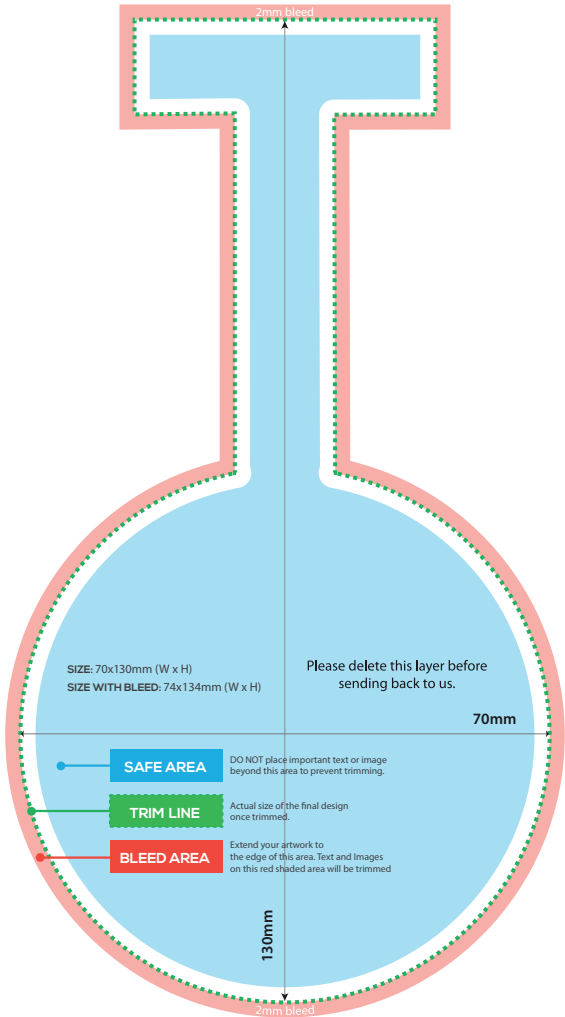 2mm bleed
SIZE: 70x130mm (W x H)
SIZE WITH BLEED: 74x134mm (W x H)
Please delete this layer before
sending back to us.
70mm
SAFE AREA
DO NOT place important text or image
beyond this area to prevent trimming.
TRIM LINE
Actual size of the final design
once trimmed.
BLEED AREA
Extend your artwork to
the edge of this area. Text and Images
on this red shaded area will be trimmed
130mm
2mm bleed